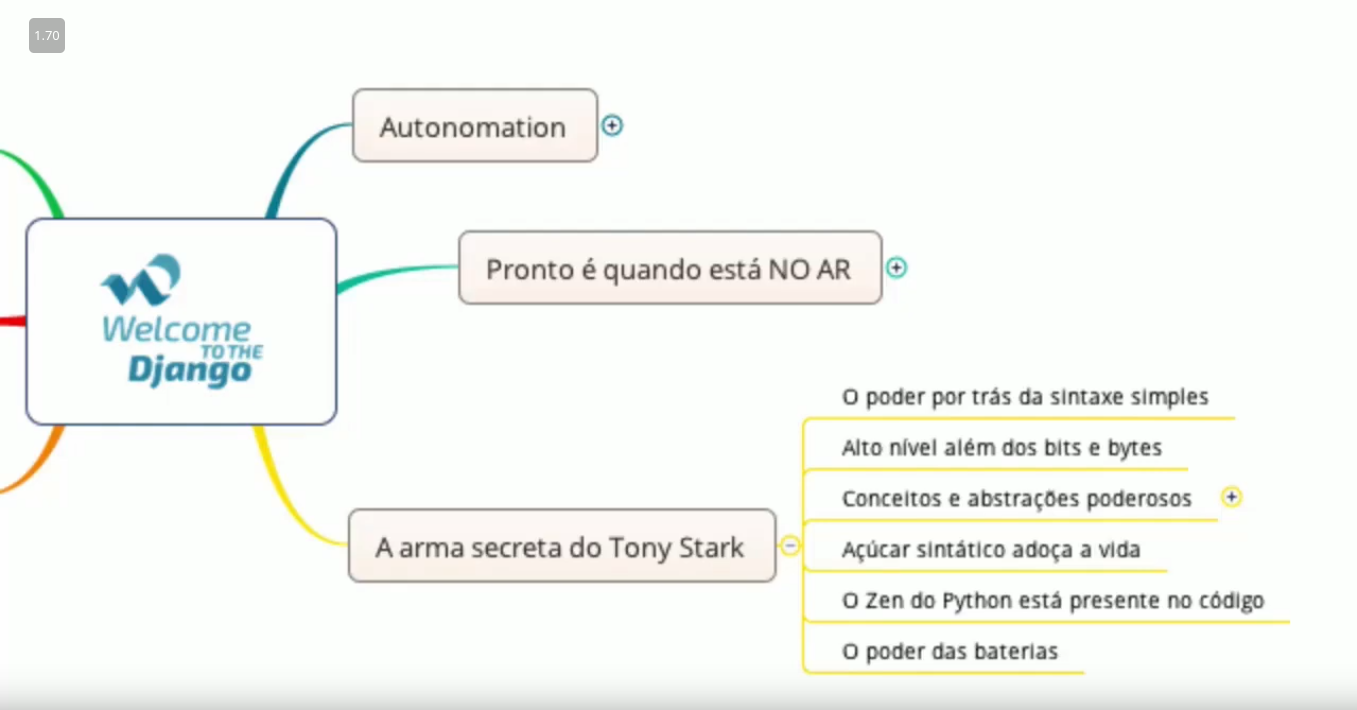 1.70
Autonomation
Pronto é quando está NO AR
Welcome
TO THE
Django
O poder por trás da sintaxe simples
Alto nível além dos bits e bytes
Conceitos e abstrações poderosos
A arma secreta do Tony Stark
Açúcar sintático adoça a vida
O Zen do Python está presente no código
O poder das baterias